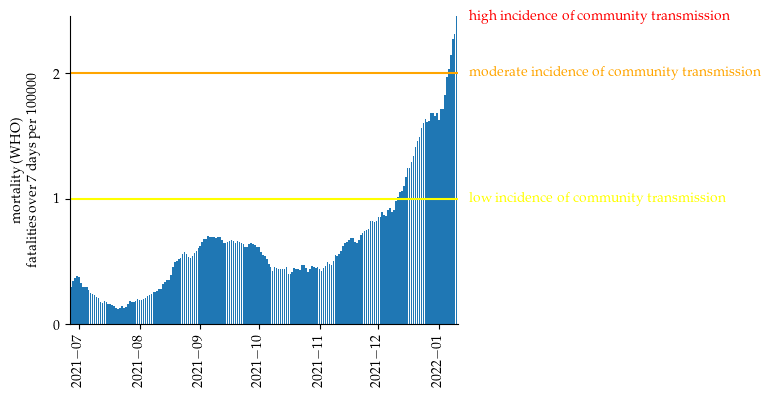 high incidence of community transmission
2
moderate incidence of community transmission
mortality (WHO)
fatalities over 7 days per 100000
1
low incidence of community transmission
0
2021−07
2021−08
2021−09
2021−10
2021−11
2021−12
2022−01